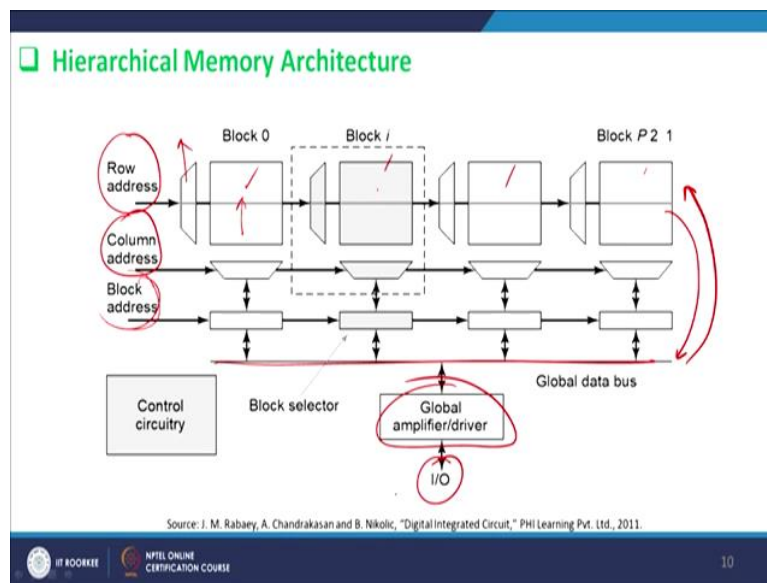 Hierarchical Memory Architecture
Block 0
Block i
Block P 2 1
Row
address
Column
address
Block
address
Global data bus
Block selector
Control
circuitry
Global
amplifier/driver
I/O
Source: J. M. Rabaey, A. Chandrakasan and B. Nikolic, "Digital Integrated Circuit," PHI Learning Pvt. Ltd., 2011.
IIT ROORKEE
NPTEL ONLINE
CERTIFICATION COURSE
10